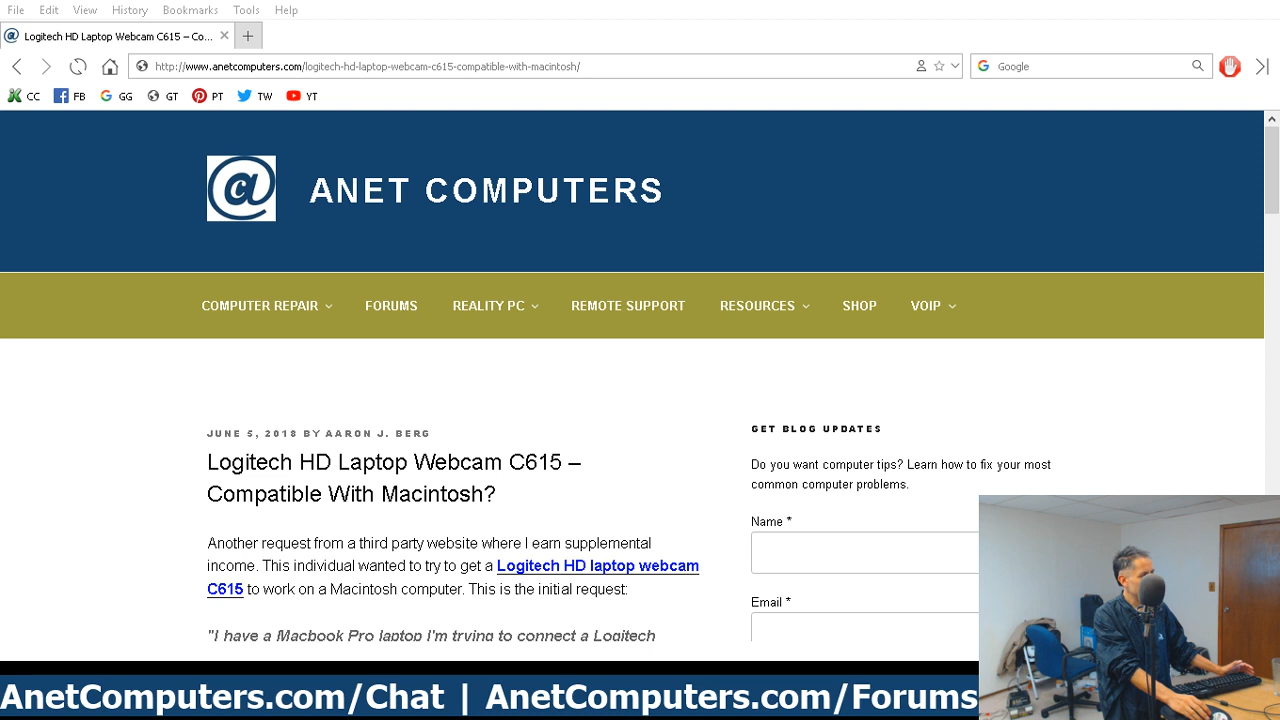 File Edit View History Bookmarks Tools Help
@ Logitech HD Laptop Webcam C615 – Co...
http://www.anetcomputers.com/logitech-hd-laptop-webcam-c615-compatible-with-macintosh/ Google
CC FB GG GT PT TW YT
@ ANET COMPUTERS
COMPUTER REPAIR FORUMS REALITY PC REMOTE SUPPORT RESOURCES SHOP VOIP
JUNE 5, 2018 BY AARON J. BERG
Logitech HD Laptop Webcam C615 –
Compatible With Macintosh?
Another request from a third party website where I earn supplemental
income. This individual wanted to try to get a Logitech HD laptop webcam
C615 to work on a Macintosh computer. This is the initial request:
"I have a Macbook Pro laptop I'm trying to connect a Logitech
GET BLOG UPDATES
Do you want computer tips? Learn how to fix your most
common computer problems.
Name *
Email *
AnetComputers.com/Chat | AnetComputers.com/Forums